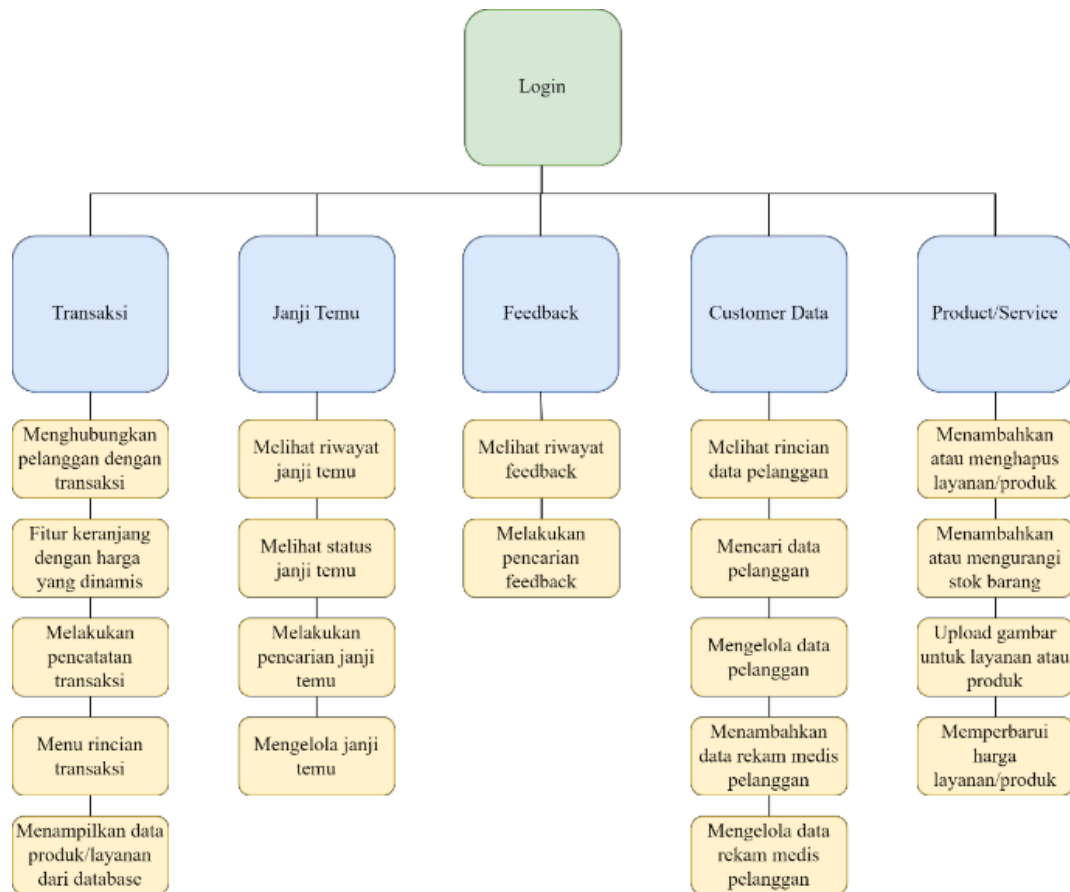 Login
Transaksi
Janji Temu
Feedback
Customer Data
Product/Service
Menghubungkan
pelanggan dengan
transaksi
Fitur keranjang
dengan harga
yang dinamis
Melakukan
pencatatan
transaksi
Menu rincian
transaksi
Menampilkan data
produk/layanan
dari database
Melihat riwayat
janji temu
Melihat status
janji temu
Melakukan
pencarian janji
temu
Mengelola janji
temu
Melihat riwayat
feedback
Melakukan
pencarian
feedback
Melihat rincian
data pelanggan
Mencari data
pelanggan
Mengelola data
pelanggan
Menambahkan
data rekam medis
pelanggan
Mengelola data
rekam medis
pelanggan
Menambahkan
atau menghapus
layanan/produk
Menambahkan
atau mengurangi
stok barang
Upload gambar
untuk layanan atau
produk
Memperbarui
harga
layanan/produk